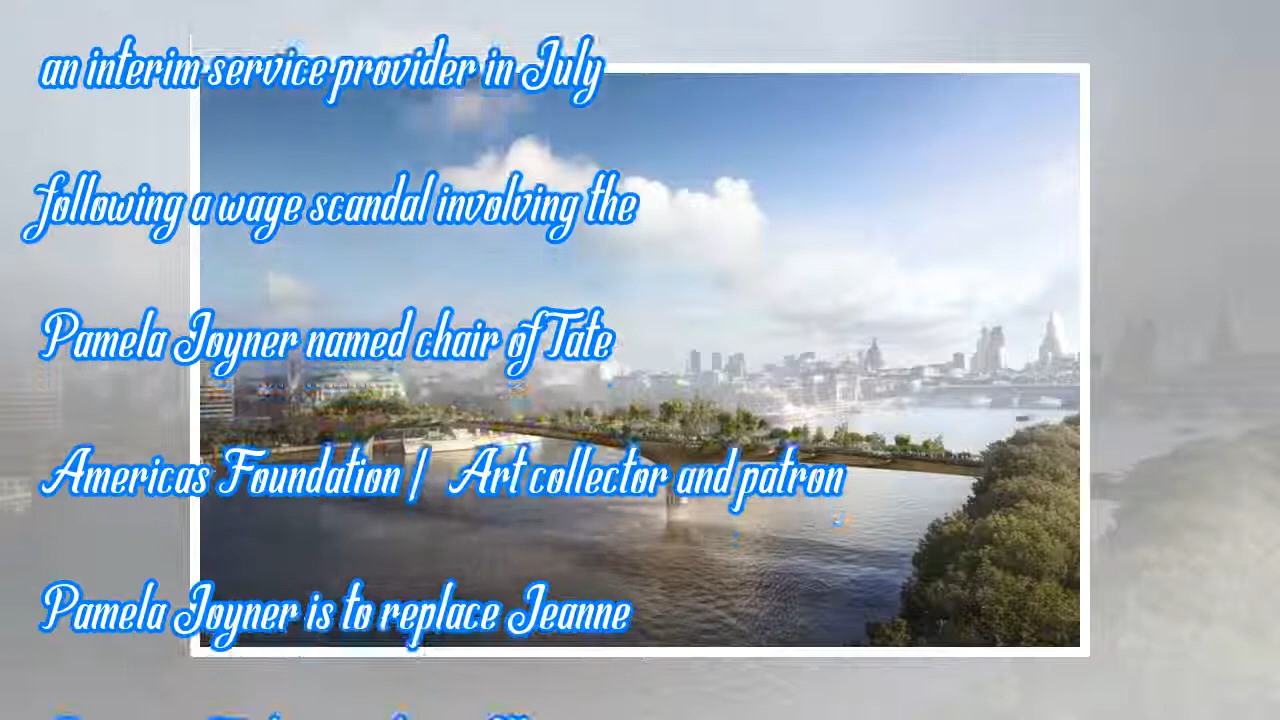 an interim service provider in July
following a wage scandal involving the
Pamela Joyner named chair of Tate
Americas Foundation / Art collector and patron
Pamela Joyner is to replace Jeanne